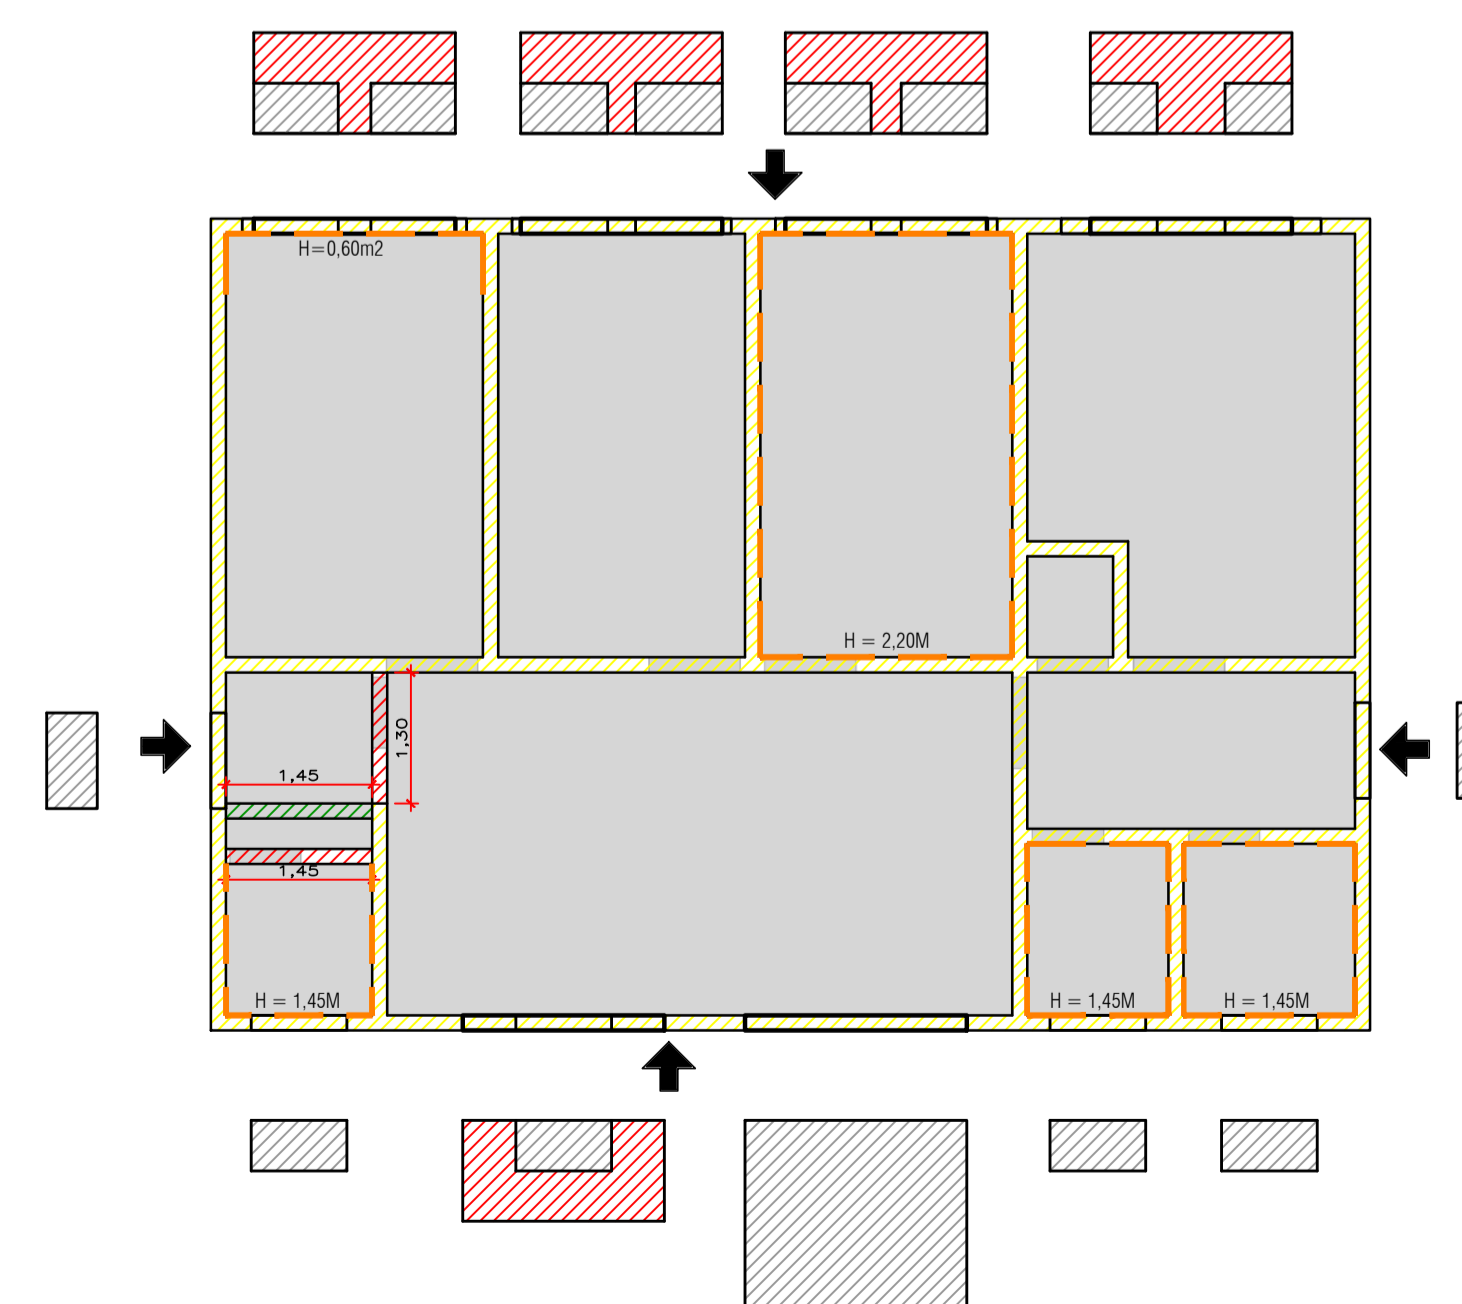 H=0,60m2
H = 2,20M
1,30
1,45
1,45
H = 1,45M
H = 1,45M
H = 1,45M